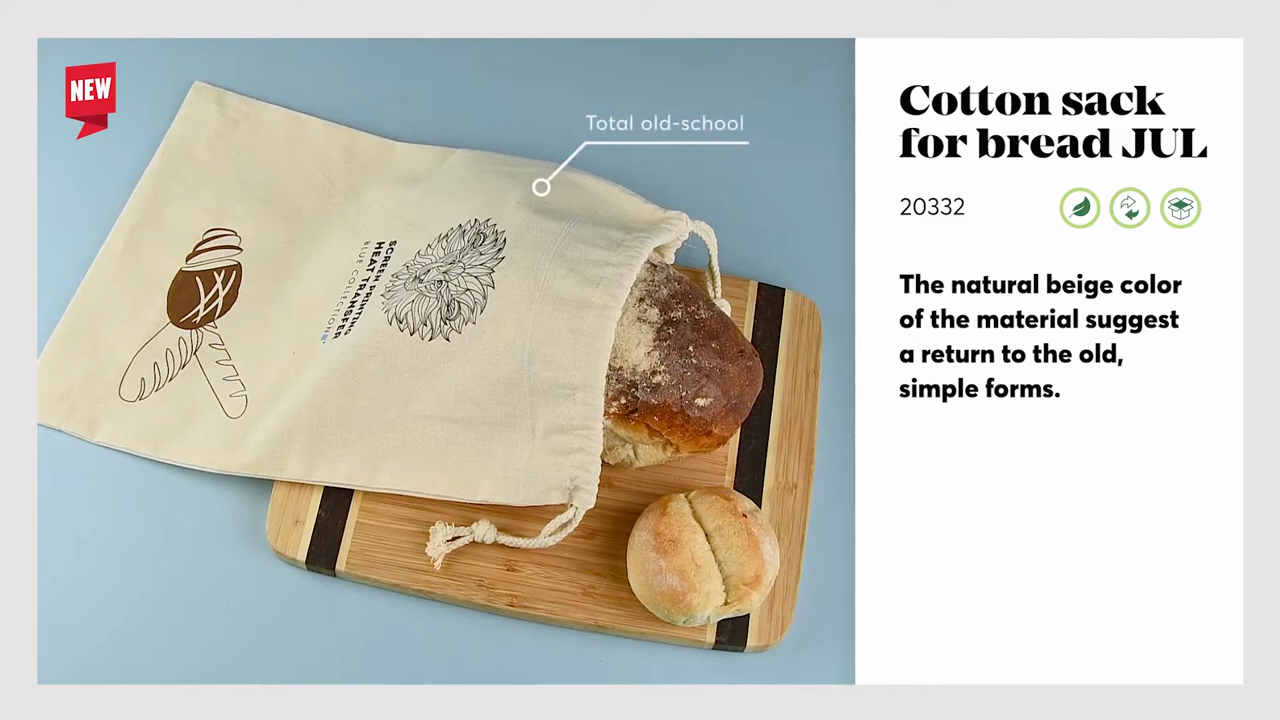 NEW
Total old-school
SCREEN PRINTING,
HEAT TRANSFER
BLUE COLLECTION
Cotton sack
for bread JUL
20332
The natural beige color
of the material suggest
a return to the old,
simple forms.